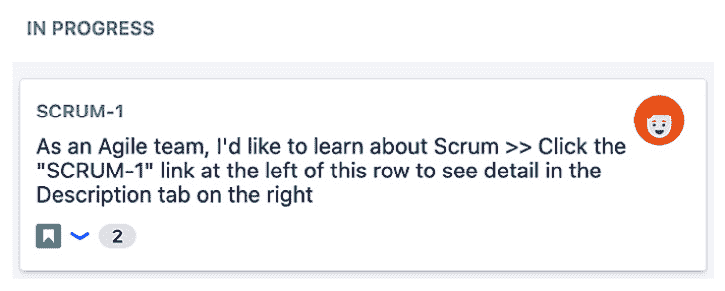 IN PROGRESS
SCRUM-1
As an Agile team, I'd like to learn about Scrum >> Click the
"SCRUM-1" link at the left of this row to see detail in the
Description tab on the right
2